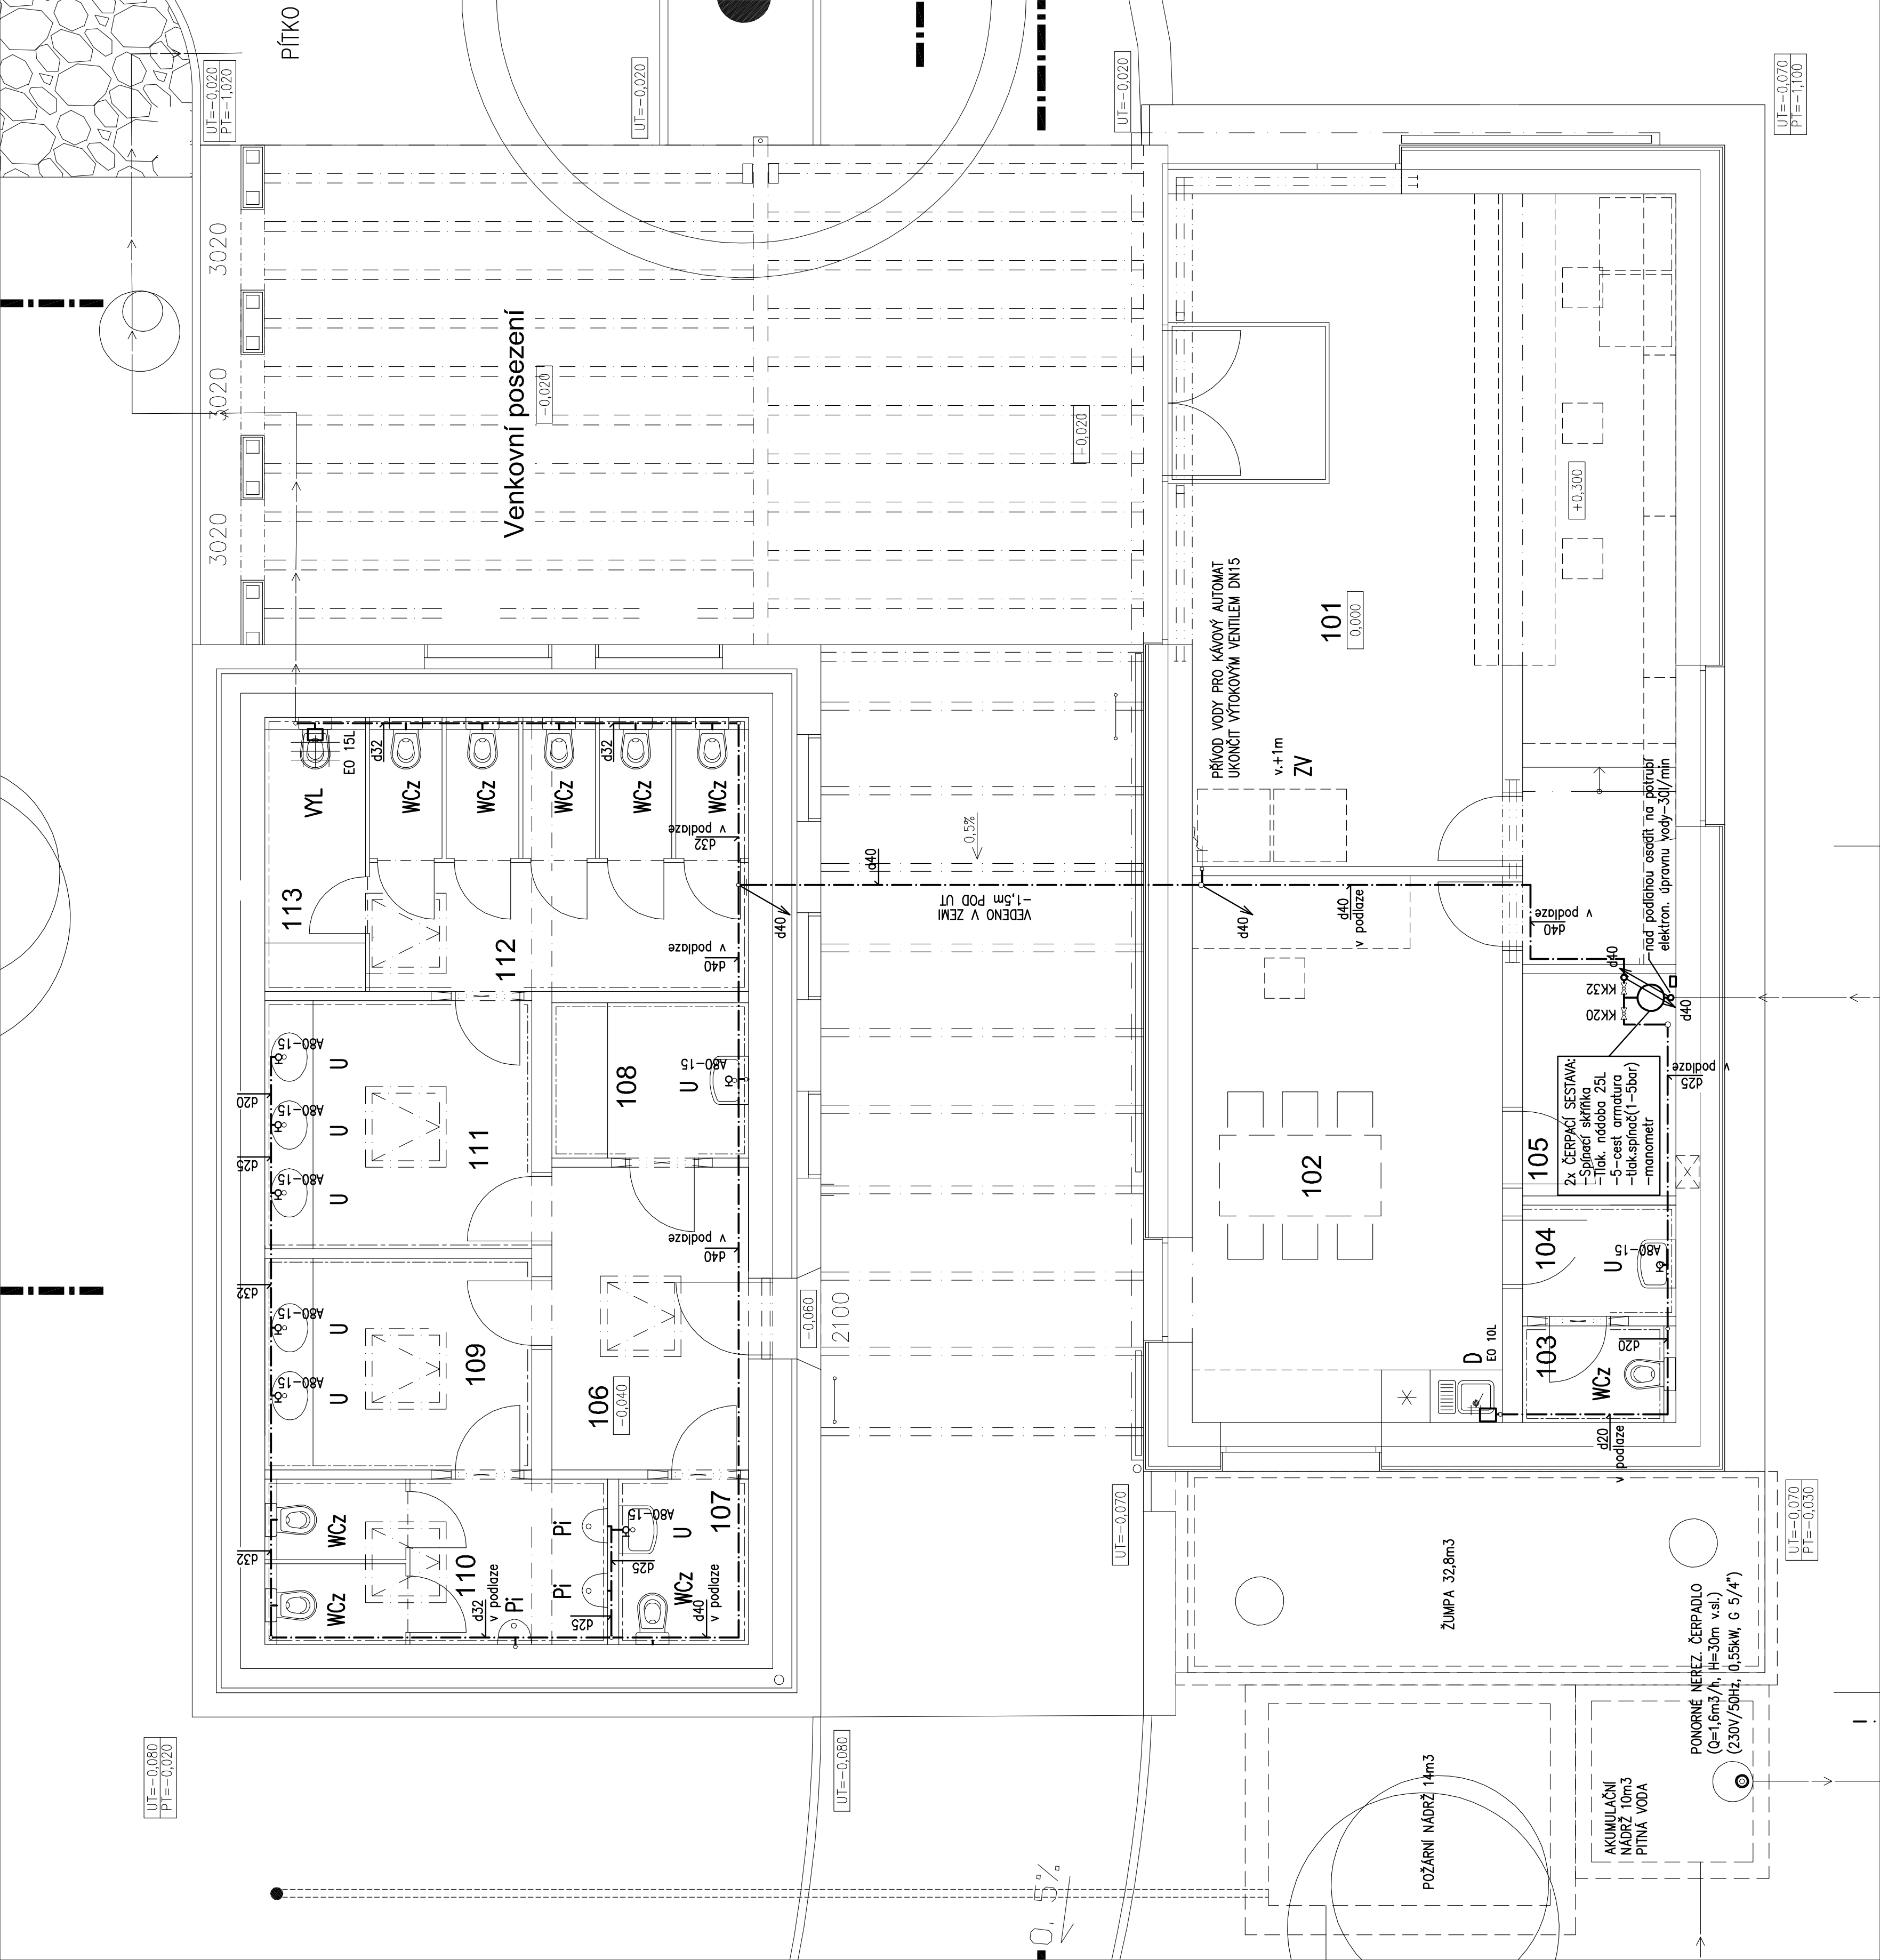 PÍTKO
UT=-0,020
PT=-1,020
UT=-0,020
UT=-0,020
UT=-0,070
PT=-1,100
3020
3020
3020
Venkovní posezení
-0,020
-0,020
+0,300
PŘÍVOD VODY PRO KÁVOVÝ AUTOMAT
UKONČIT VÝTOKOVÝM VENTILEM DN15
101
0,000
v.+1m
ZV
VYL
EO 15L
d32
WCz
WCz
WCz
d32
WCz
WCz
d32
v podlaze
113
112
d40
v podlaze
d40
d40
VEDENO V ZEMI
-1,5m POD UT
0,5%
d40
d40
v podlaze
d40
v podlaze
nad podlahou osadit na potrubí
elektron. úpravnu vody-30l/min
d40
KK32
KK20
d40
A80-15
U
d20
A80-15
U
d25
A80-15
U
111
108
U
A80-15
d40
v podlaze
102
105
2x ČERPACÍ SESTAVA:
-Spínací skříňka
-Tlak. nádoba 25L
-5-cest armatura
-tlak.spínač(1-5bar)
-manometr
d25
v podlaze
104
U
A80-15
d32
A80-15
U
A80-15
U
109
106
-0,040
-0,060
2100
D
EO 10L
103
WCz
d20
d20
v podlaze
WCz
d32
WCz
110
d32
v podlaze
Pi
Pi
Pi
d25
d25
A80-15
U
107
WCz
d40
v podlaze
UT=-0,070
UT=-0,070
PT=-0,030
ŽUMPA 32,8m3
UT=-0,080
PT=-0,020
UT=-0,080
POŽÁRNÍ NÁDRŽ 14m3
AKUMULAČNÍ
NÁDRŽ 10m3
PITNÁ VODA
PONORNÉ NEREZ. ČERPADLO
(Q=1,6m3/h, H=30m v.sl.)
(230V/50Hz, 0,55kW, G 5/4")
0,5%